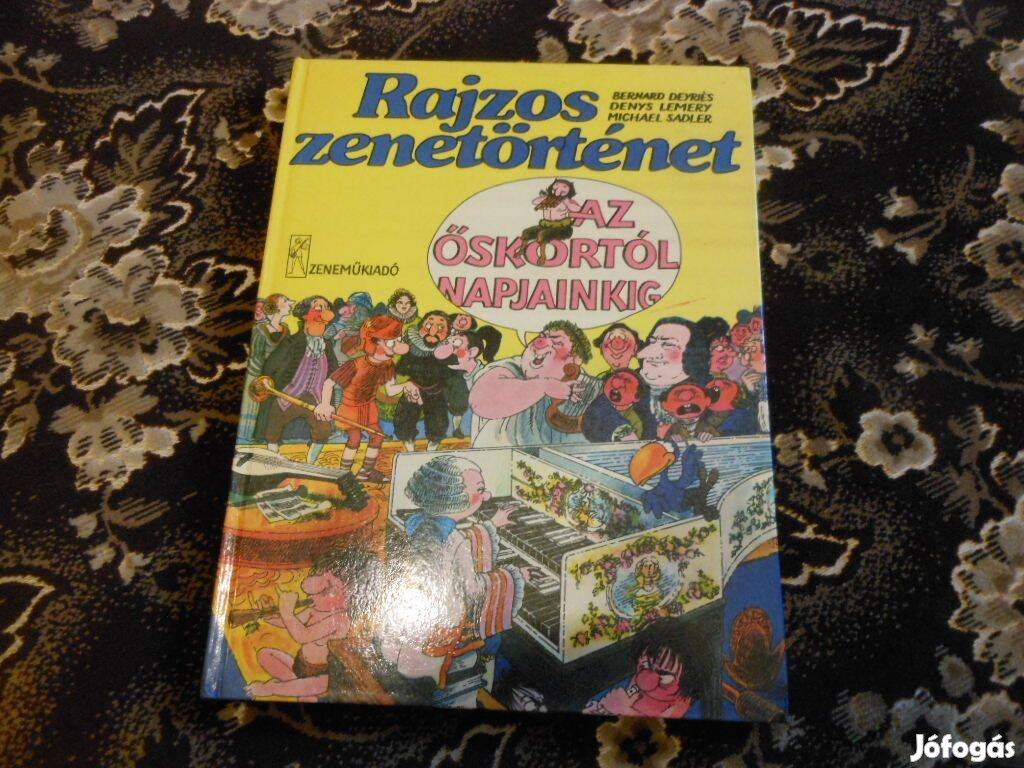 Rajzos
zenetörténet
BERNARD DEYRIÈS
DENYS LEMERY
MICHAEL SADLER
AZ
ŐSKORTÓL
NAPJAINKIG
ZENEMŰKIADÓ
Jófogás